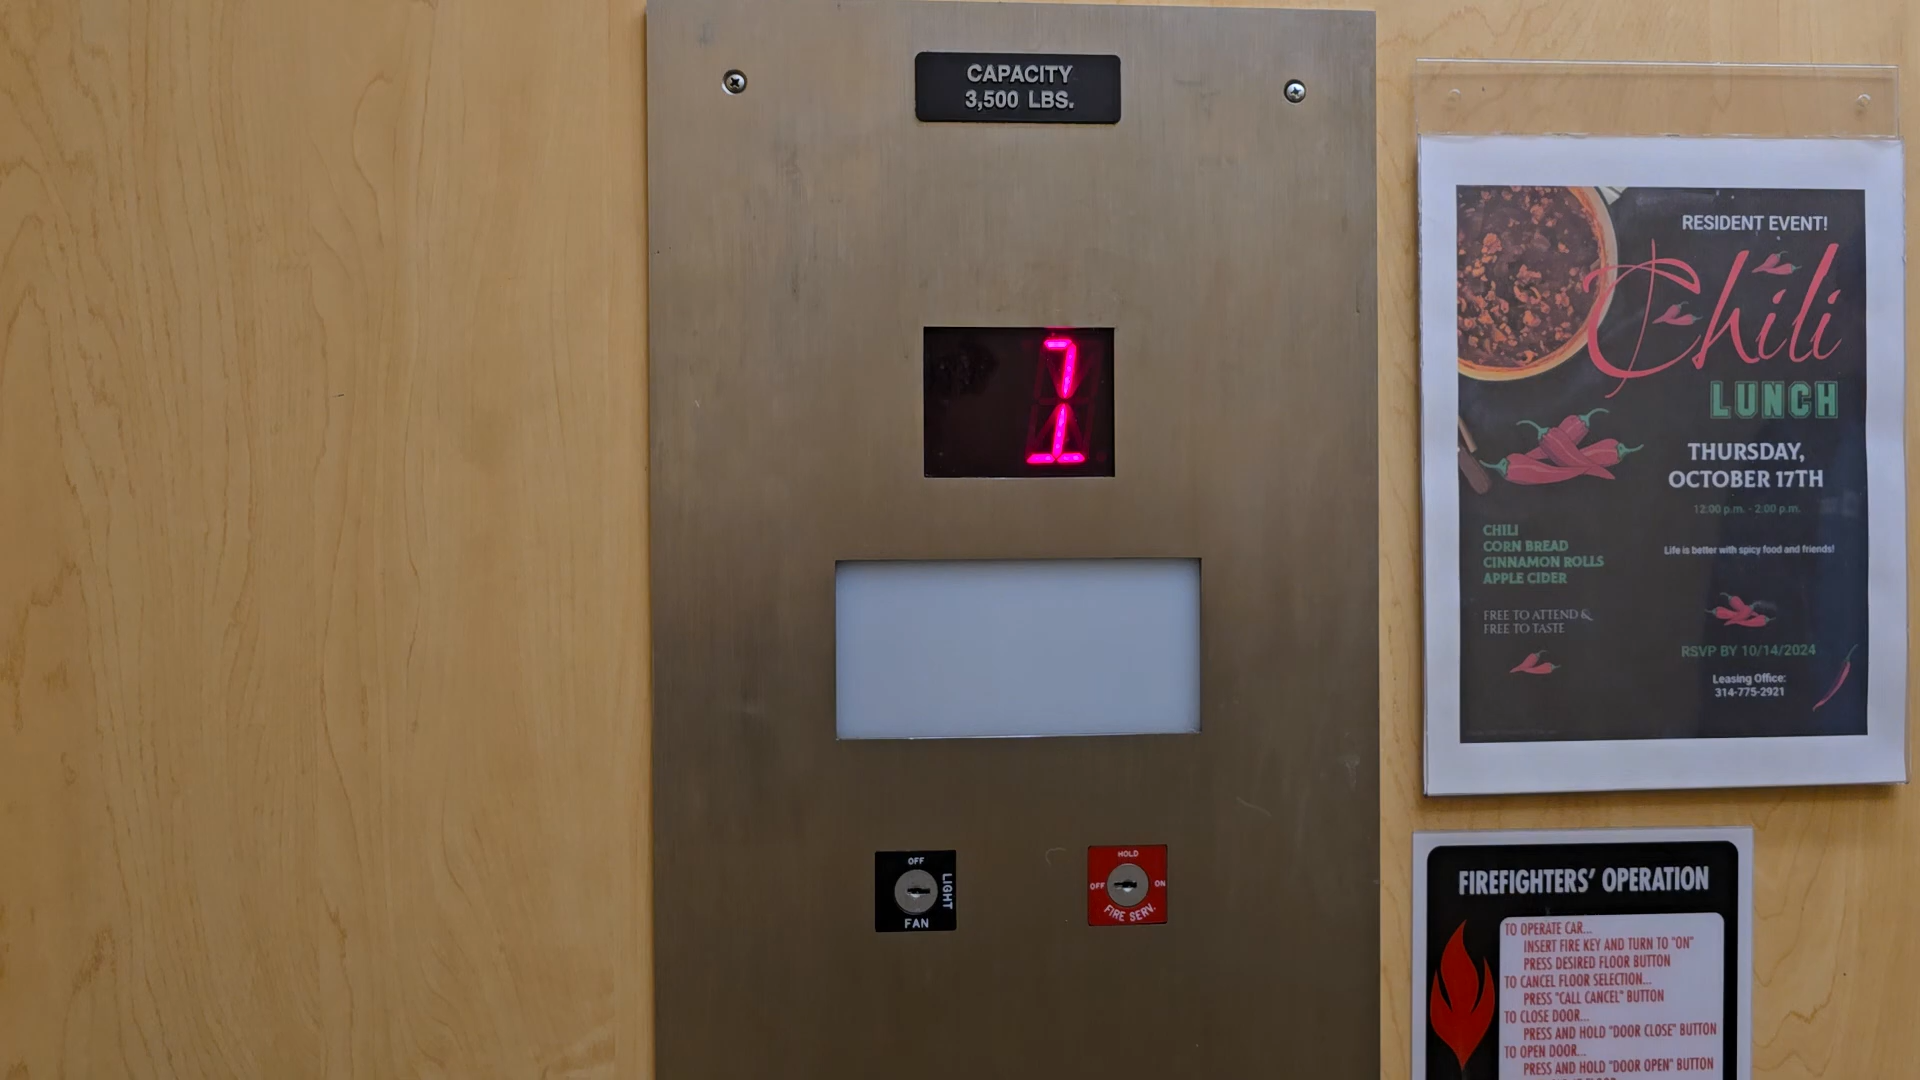 CAPACITY
3,500 LBS.
1
OFF
LIGHT
FAN
HOLD
OFF
ON
FIRE SERV.
RESIDENT EVENT!
Chili
LUNCH
THURSDAY,
OCTOBER 17TH
12:00 p.m. - 2:00 p.m.
Life is better with spicy food and friends!
CHILI
CORN BREAD
CINNAMON ROLLS
APPLE CIDER
FREE TO ATTEND &
FREE TO TASTE
RSVP BY 10/14/2024
Leasing Office:
314-775-2921
FIREFIGHTERS' OPERATION
TO OPERATE CAR...
INSERT FIRE KEY AND TURN TO "ON"
PRESS DESIRED FLOOR BUTTON
TO CANCEL FLOOR SELECTION...
PRESS "CALL CANCEL" BUTTON
TO CLOSE DOOR...
PRESS AND HOLD "DOOR CLOSE" BUTTON
TO OPEN DOOR...
PRESS AND HOLD "DOOR OPEN" BUTTON